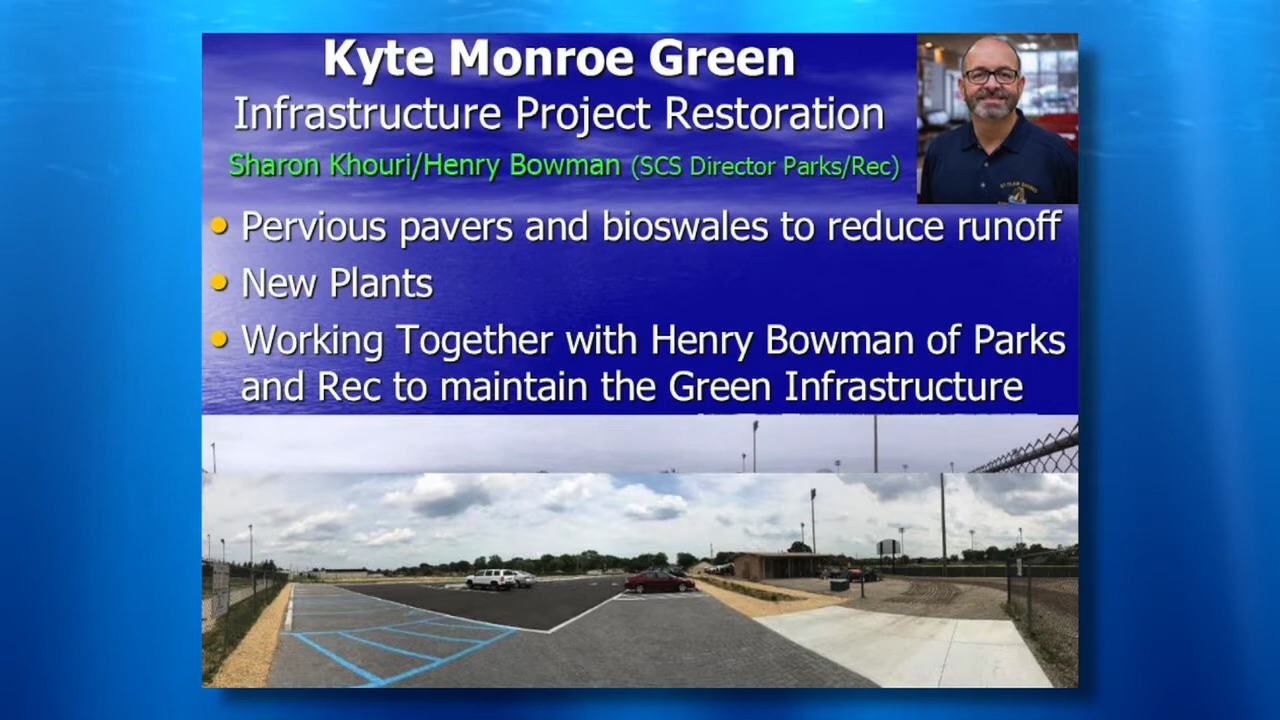 Kyte Monroe Green
Infrastructure Project Restoration
Sharon Khouri/Henry Bowman (SCS Director Parks/Rec)
• Pervious pavers and bioswales to reduce runoff
• New Plants
• Working Together with Henry Bowman of Parks
and Rec to maintain the Green Infrastructure